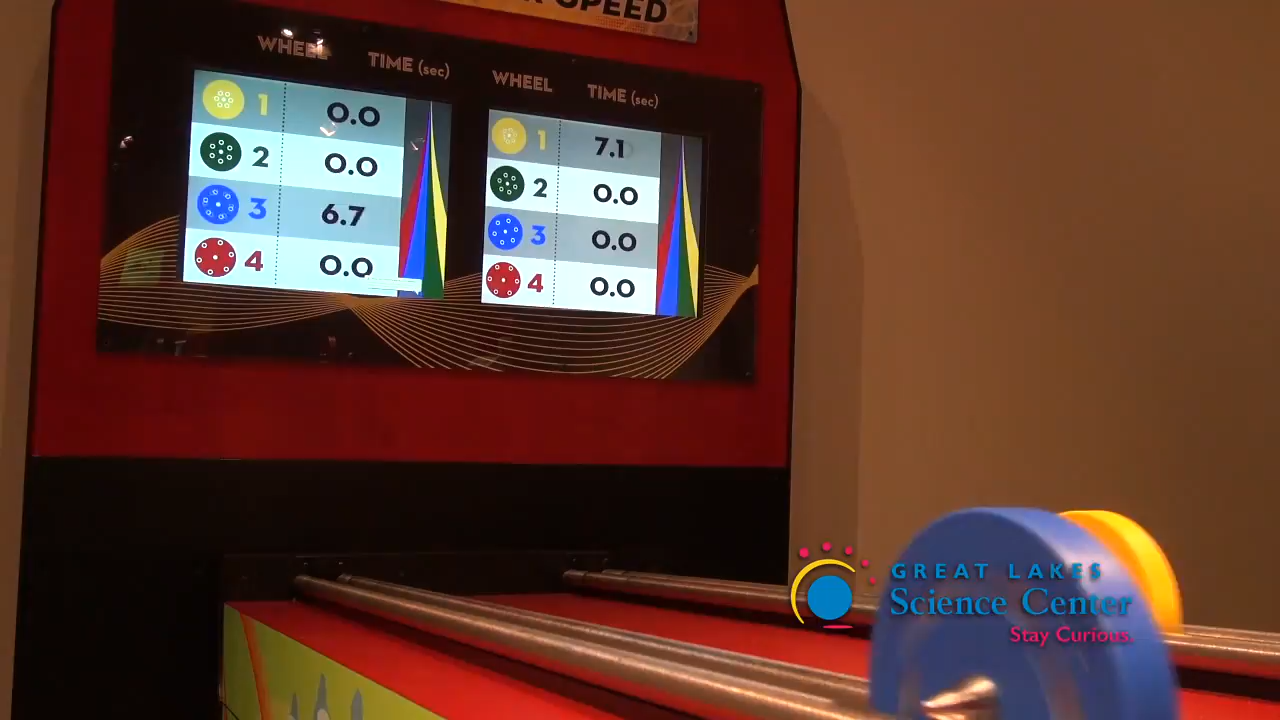 SPEED
WHEEL TIME (sec)
1 0.0
2 0.0
3 6.7
4 0.0
WHEEL TIME (sec)
1 7.1
2 0.0
3 0.0
4 0.0
GREAT LAKES
Science Center
Stay Curious.